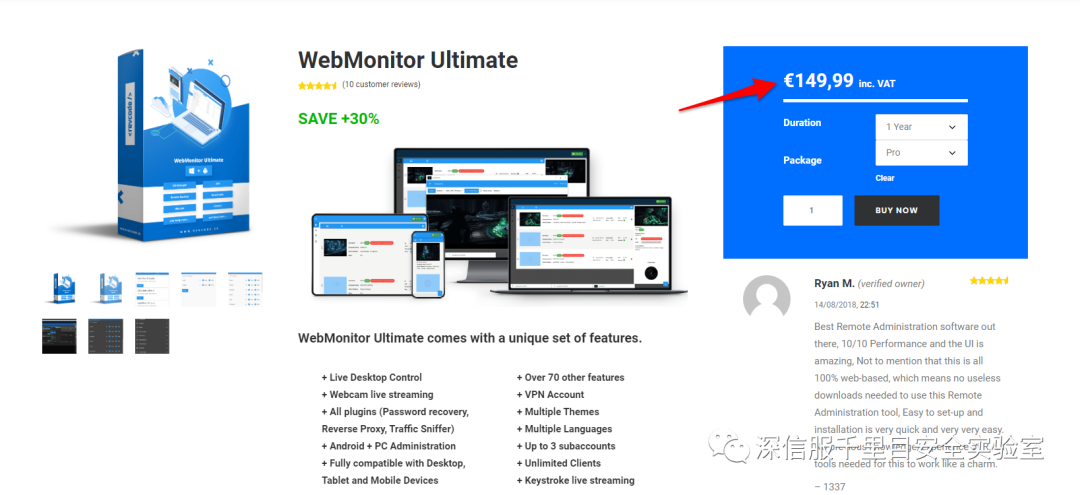 WebMonitor Ultimate
(10 customer reviews)
SAVE +30%
<revcode/>
WebMonitor Ultimate
€149,99 inc. VAT
Duration
1 Year
Package
Pro
Clear
1
BUY NOW
WebMonitor Ultimate comes with a unique set of features.
+ Live Desktop Control
+ Webcam live streaming
+ All plugins (Password recovery,
Reverse Proxy, Traffic Sniffer)
+ Android + PC Administration
+ Fully compatible with Desktop,
Tablet and Mobile Devices
+ Over 70 other features
+ VPN Account
+ Multiple Themes
+ Multiple Languages
+ Up to 3 subaccounts
+ Unlimited Clients
+ Keystroke live streaming
Ryan M. (verified owner)
14/08/2018, 22:51
Best Remote Administration software out
there, 10/10 Performance and the UI is
amazing, Not to mention that this is all
100% web-based, which means no useless
downloads needed to use this Remote
Administration tool, Easy to set-up and
installation is very quick and very very easy.
tools needed for this to work like a charm.
– 1337
深信服千里目安全实验室